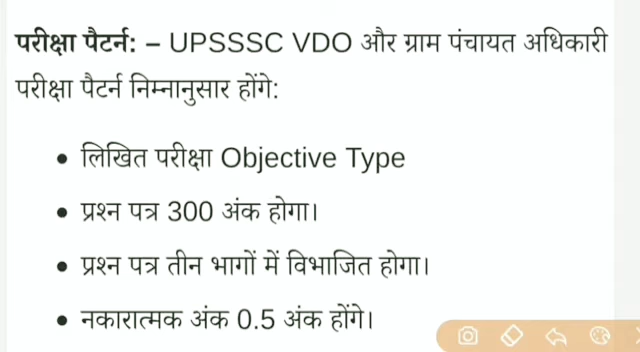 परीक्षा पैटर्न: – UPSSSC VDO और ग्राम पंचायत अधिकारी
परीक्षा पैटर्न निम्नानुसार होंगे:
• लिखित परीक्षा Objective Type
• प्रश्न पत्र 300 अंक होगा।
• प्रश्न पत्र तीन भागों में विभाजित होगा।
• नकारात्मक अंक 0.5 अंक होंगे।